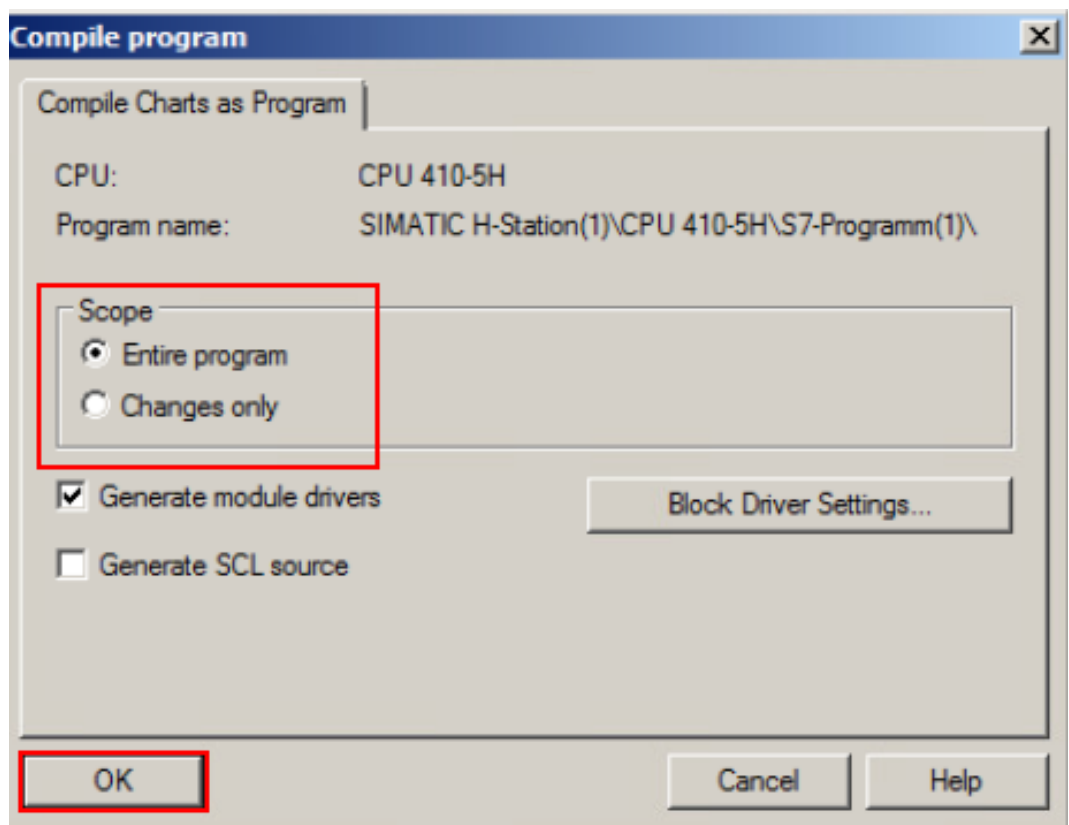 Compile program
Compile Charts as Program
CPU: CPU 410-5H
Program name: SIMATIC H-Station(1)\CPU 410-5H\S7-Programm(1)\
Scope
Entire program
Changes only
Generate module drivers Block Driver Settings...
Generate SCL source
OK Cancel Help